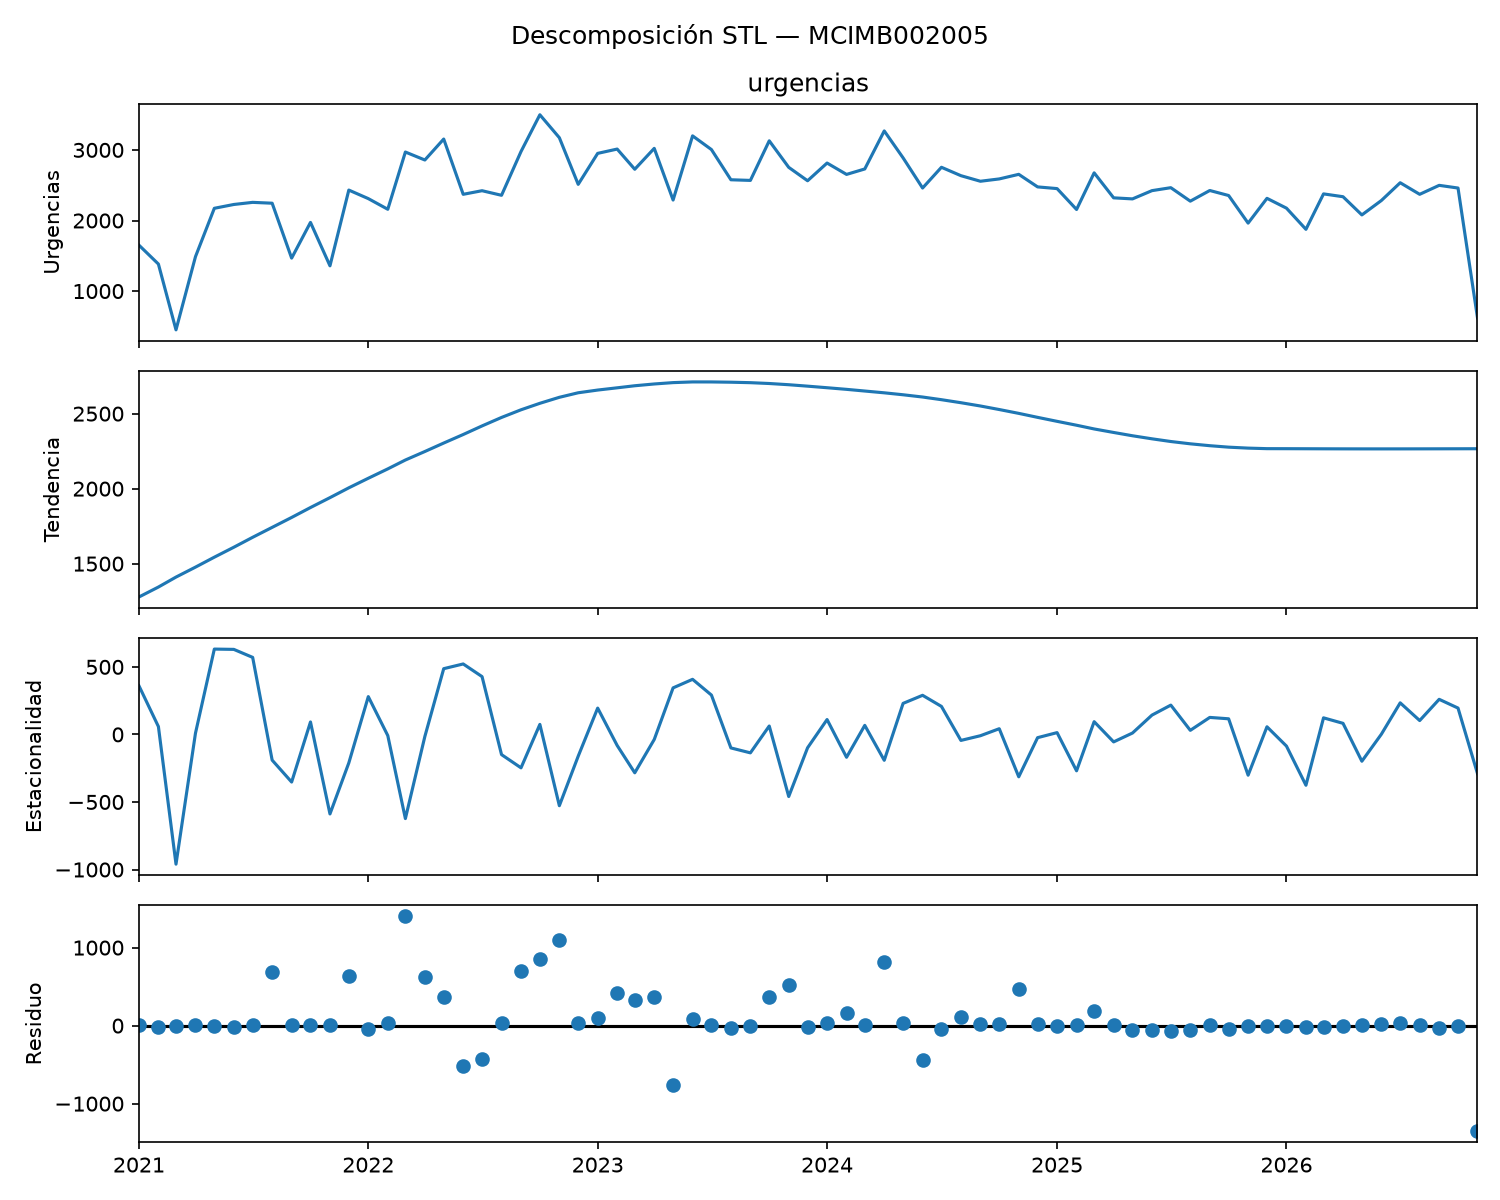 Descomposición STL — MCIMB002005
urgencias
Urgencias
3000
2000
1000
Tendencia
2500
2000
1500
Estacionalidad
500
0
−500
−1000
Residuo
1000
0
−1000
2021 2022 2023 2024 2025 2026